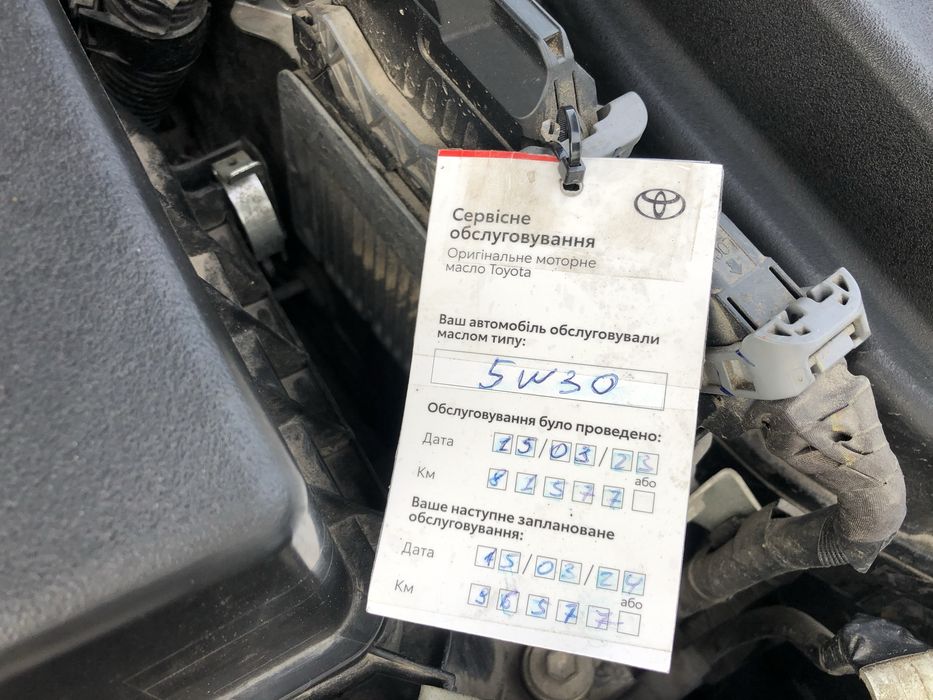 Сервісне
обслуговування
Оригінальне моторне
масло Toyota
Ваш автомобіль обслуговували
маслом типу:
5W30
Обслуговування було проведено:
Дата 15/03/23
або
Км 81577
Ваше наступне заплановане
обслуговування:
Дата 15/03/24
або
Км 96577